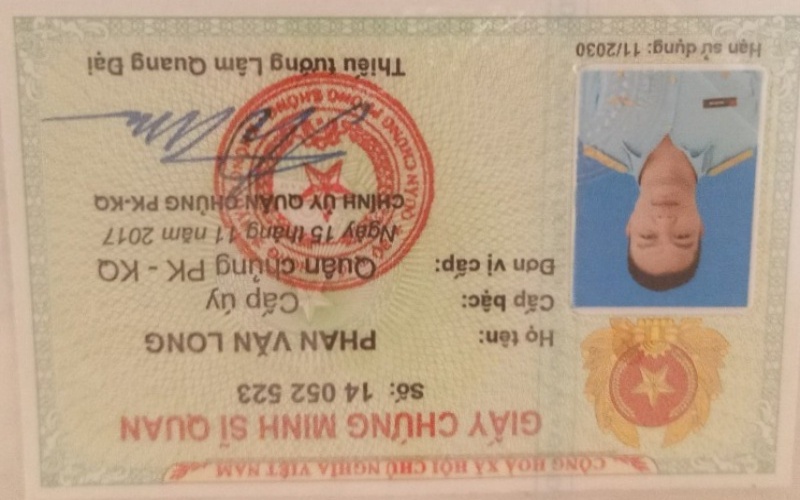 CỘNG HOÀ XÃ HỘI CHỦ NGHĨA VIỆT NAM
GIẤY CHỨNG MINH SĨ QUAN
Số: 14 052 523
Họ tên: PHAN VĂN LONG
Cấp bậc: Cấp úy
Đơn vị cấp: Quân chủng PK - KQ
Ngày 15 tháng 11 năm 2017
CHÍNH ỦY QUÂN CHỦNG PK-KQ
Thiếu tướng Lâm Quang Đại
Hạn sử dụng: 11/2030